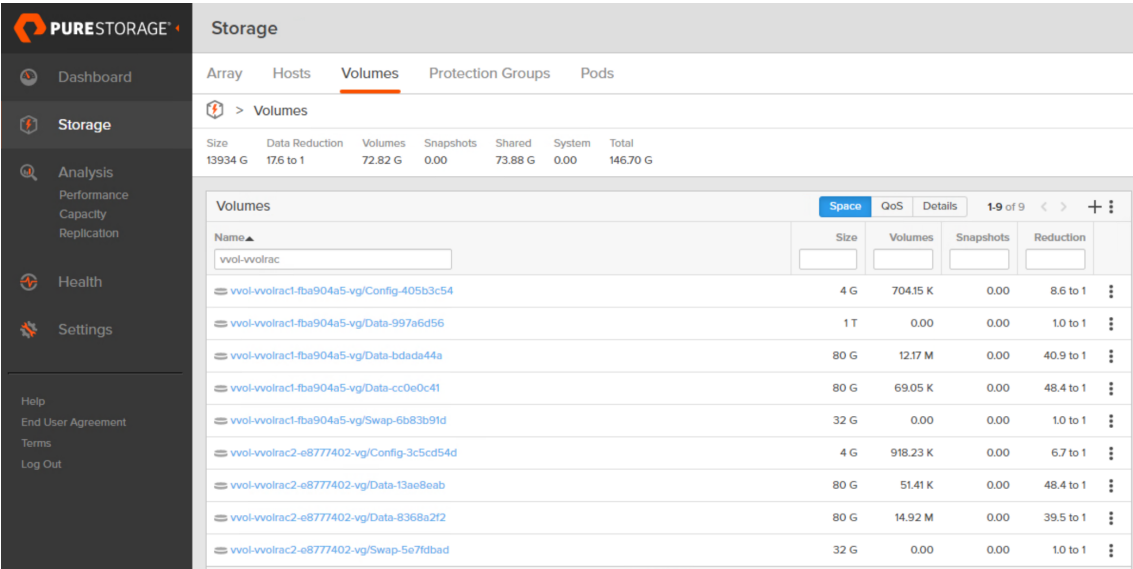 PURESTORAGE®
Storage
Dashboard
Storage
Analysis
Performance
Capacity
Replication
Health
Settings
Help
End User Agreement
Terms
Log Out
Array Hosts Volumes Protection Groups Pods
> Volumes
Size Data Reduction Volumes Snapshots Shared System Total
13934 G 17.6 to 1 72.82 G 0.00 73.88 G 0.00 146.70 G
Volumes Space QoS Details 1-9 of 9 < > +
Name Size Volumes Snapshots Reduction
vvol-vvolrac
vvol-vvolrac1-fba904a5-vg/Config-405b3c54 4 G 704.15 K 0.00 8.6 to 1
vvol-vvolrac1-fba904a5-vg/Data-997a6d56 1 T 0.00 0.00 1.0 to 1
vvol-vvolrac1-fba904a5-vg/Data-bdada44a 80 G 12.17 M 0.00 40.9 to 1
vvol-vvolrac1-fba904a5-vg/Data-cc0e0c41 80 G 69.05 K 0.00 48.4 to 1
vvol-vvolrac1-fba904a5-vg/Swap-6b83b91d 32 G 0.00 0.00 1.0 to 1
vvol-vvolrac2-e8777402-vg/Config-3c5cd54d 4 G 918.23 K 0.00 6.7 to 1
vvol-vvolrac2-e8777402-vg/Data-13ae8eab 80 G 51.41 K 0.00 48.4 to 1
vvol-vvolrac2-e8777402-vg/Data-8368a2f2 80 G 14.92 M 0.00 39.5 to 1
vvol-vvolrac2-e8777402-vg/Swap-5e7fdbad 32 G 0.00 0.00 1.0 to 1